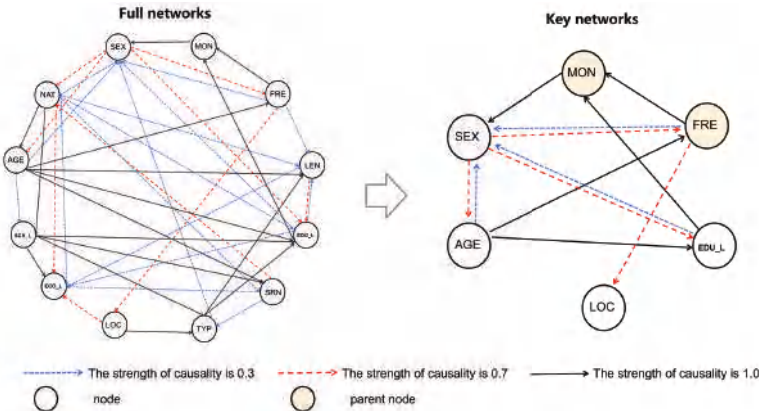 Full networks
Key networks
SEX
MON
NAT
FRE
AGE
LEN
EDU_L
SRN
LOC
TYP
MON
FRE
SEX
AGE
EDU_L
LOC
The strength of causality is 0.3
The strength of causality is 0.7
The strength of causality is 1.0
node
parent node